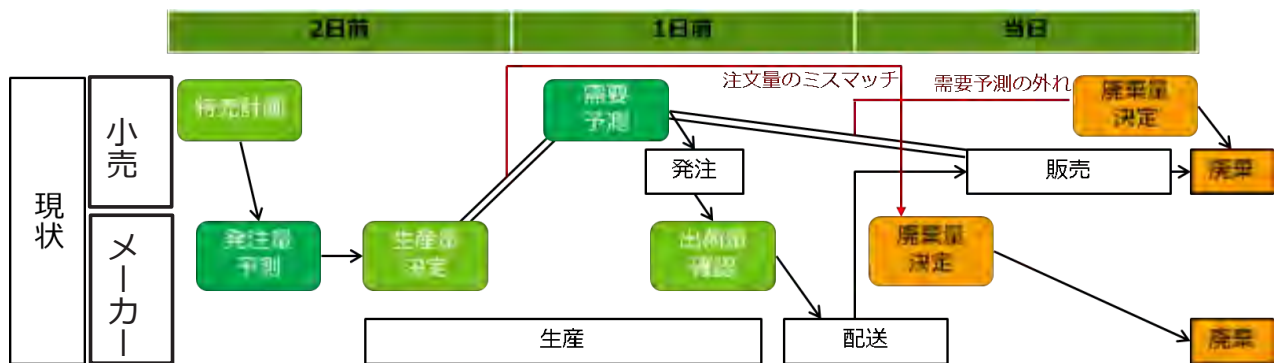 2日前
1日前
当日
現状
小売
メーカー
特売計画
需要
予測
注文量のミスマッチ
需要予測の外れ
廃棄量
決定
発注
販売
廃棄
発注量
予測
生産量
決定
出荷量
確認
廃棄量
決定
生産
配送
廃棄